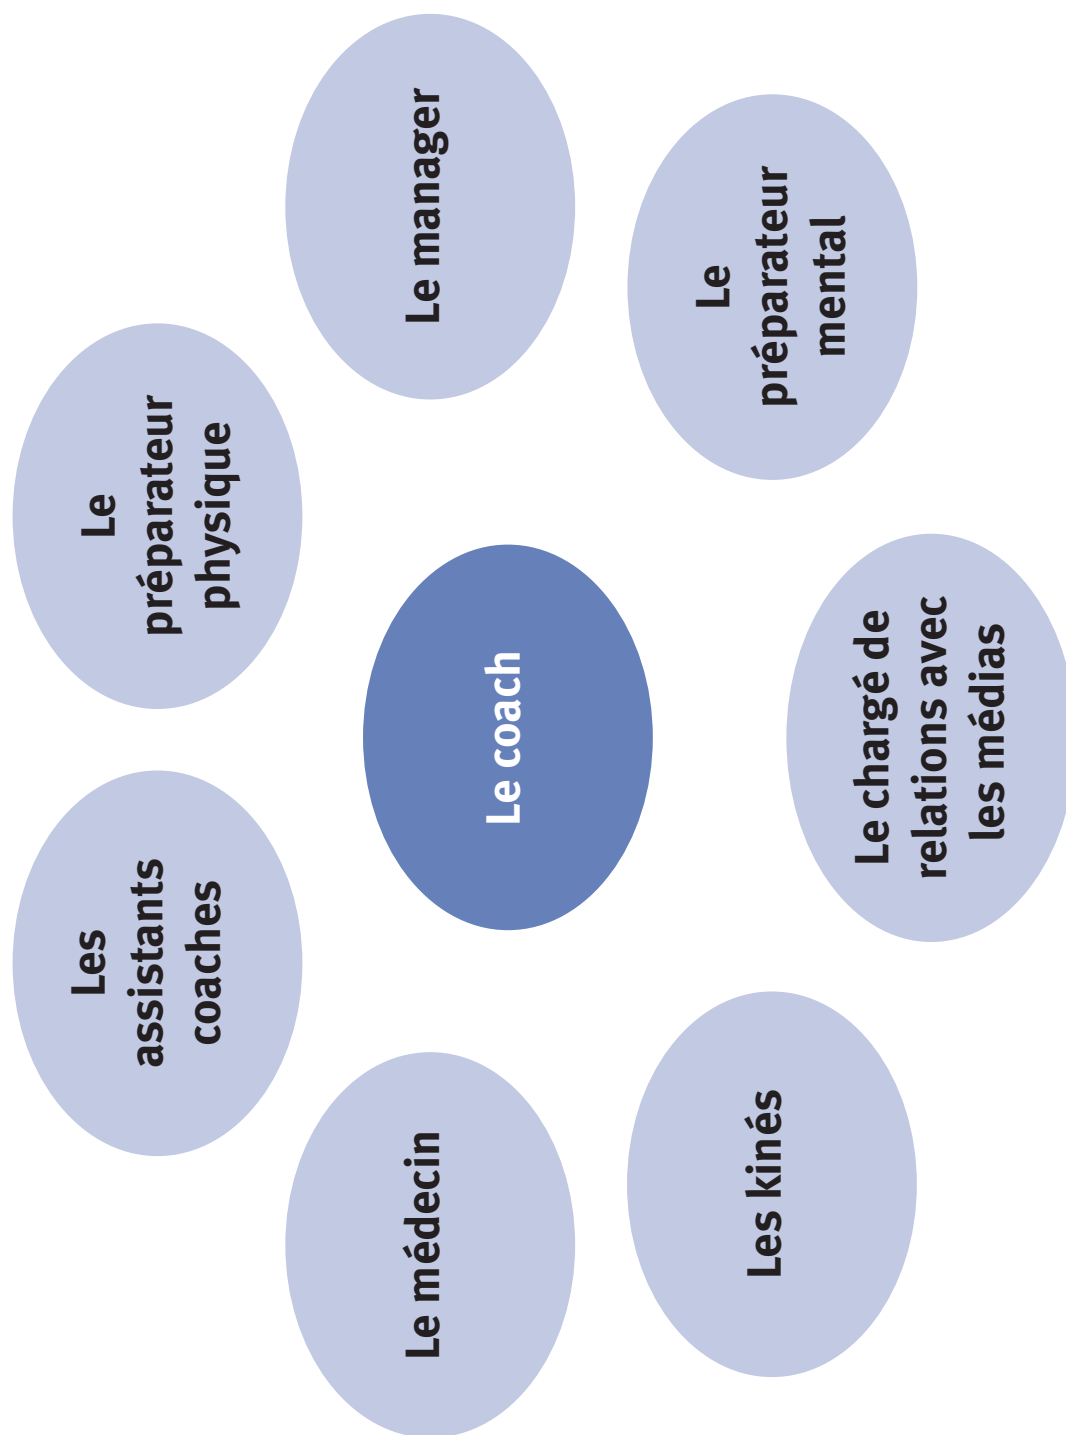 Les
assistants
coaches
Le
préparateur
physique
Le médecin
Le manager
Le coach
Les kinés
Le
préparateur
mental
Le chargé de
relations avec
les médias